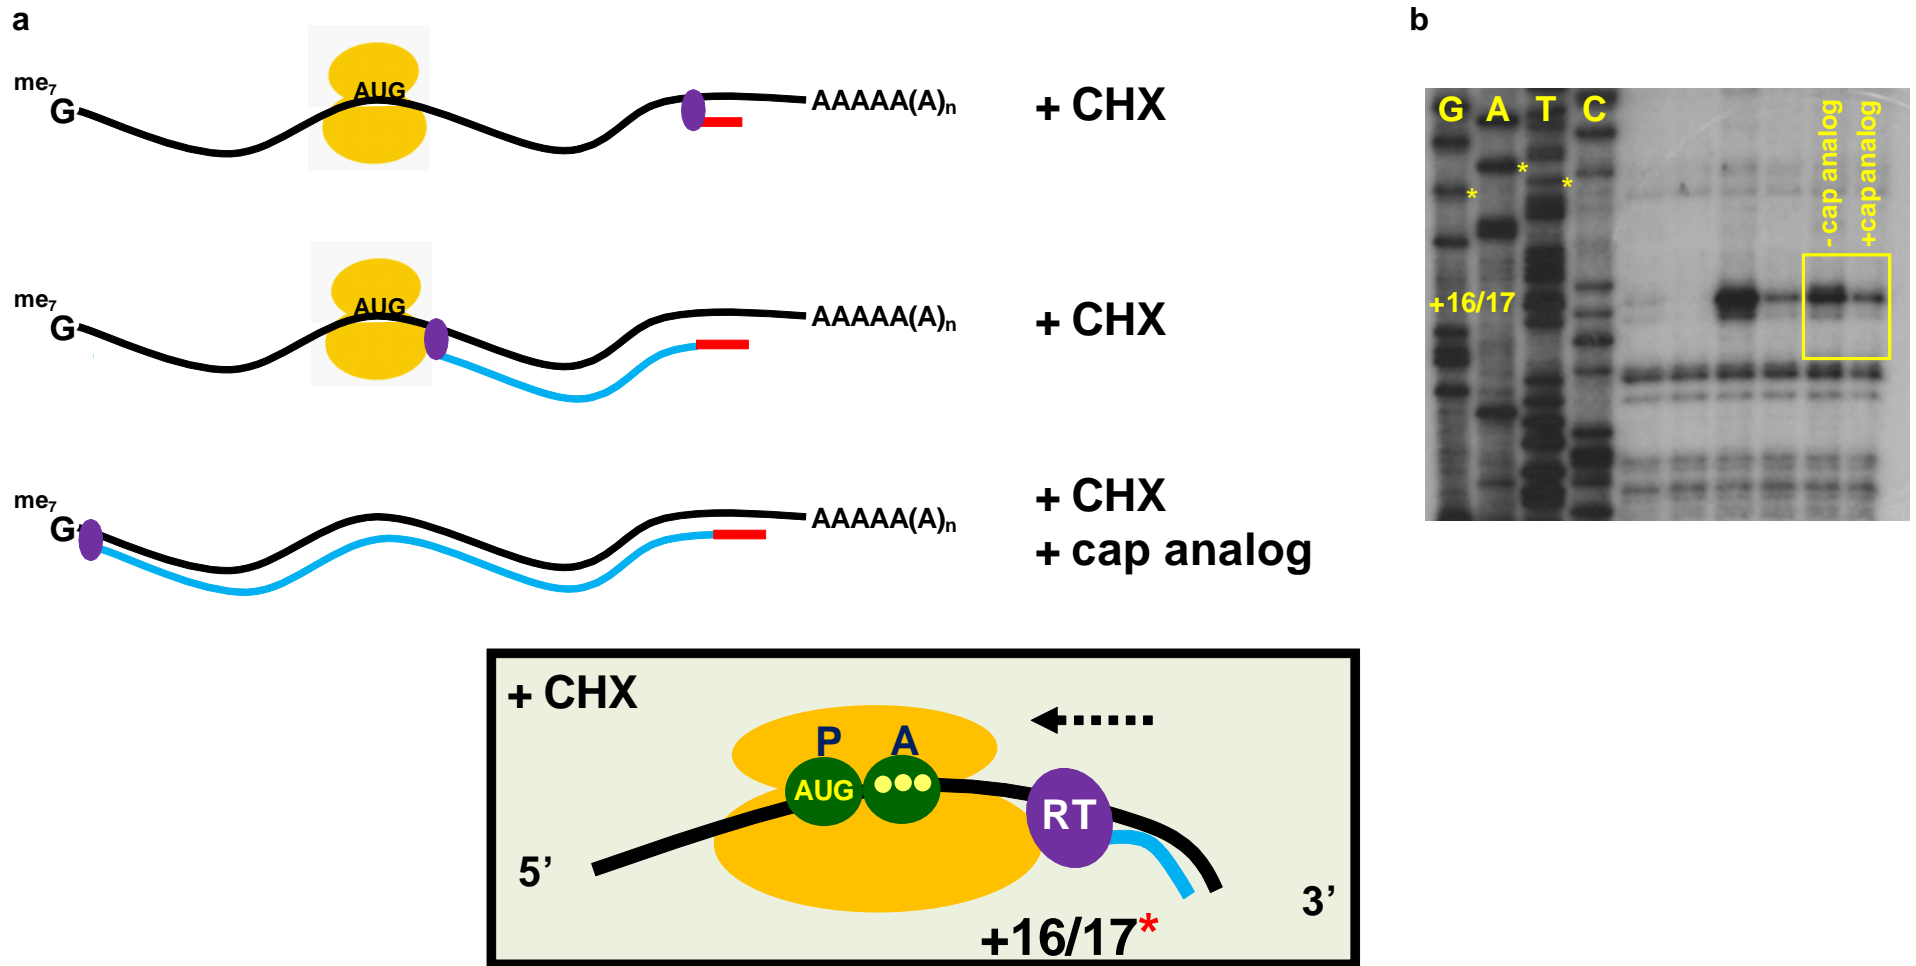 a
me7
G
AUG
AAAAA(A)n
+ CHX
me7
G
AUG
AAAAA(A)n
+ CHX
me7
G
AAAAA(A)n
+ CHX
+ cap analog
+ CHX
P A
AUG
RT
5’
3’
+16/17*
b
G A T C
- cap analog
+cap analog
*
*
*
+16/17